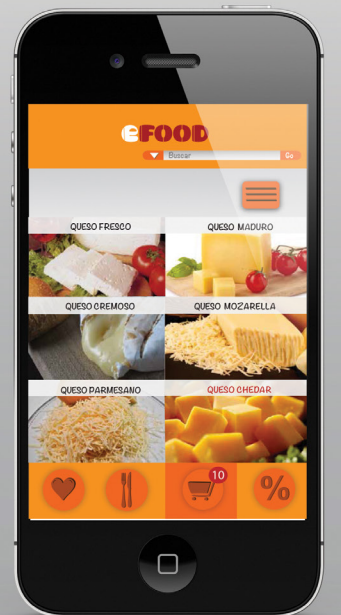 eFOOD
Buscar Go
QUESO FRESCO QUESO MADURO
QUESO CREMOSO QUESO MOZARELLA
QUESO PARMESANO QUESO CHEDAR
10
%